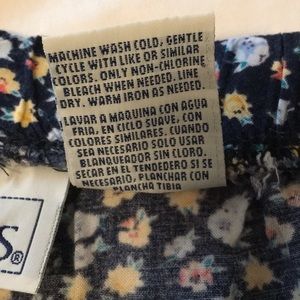 MACHINE WASH COLD, GENTLE
CYCLE WITH LIKE OR SIMILAR
COLORS. ONLY NON-CHLORINE
BLEACH WHEN NEEDED. LINE
DRY. WARM IRON AS NEEDED.
LAVAR A MAQUINA CON AGUA
FRIA, EN CICLO SUAVE, CON
COLORES SIMILARES. CUANDO
SEA NECESARIO SOLO USAR
BLANQUEADOR SIN CLORO.
SECAR EN EL TENDEDERO SI ES
NECESARIO, PLANCHAR CON
PLANCHA TIBIA
S®